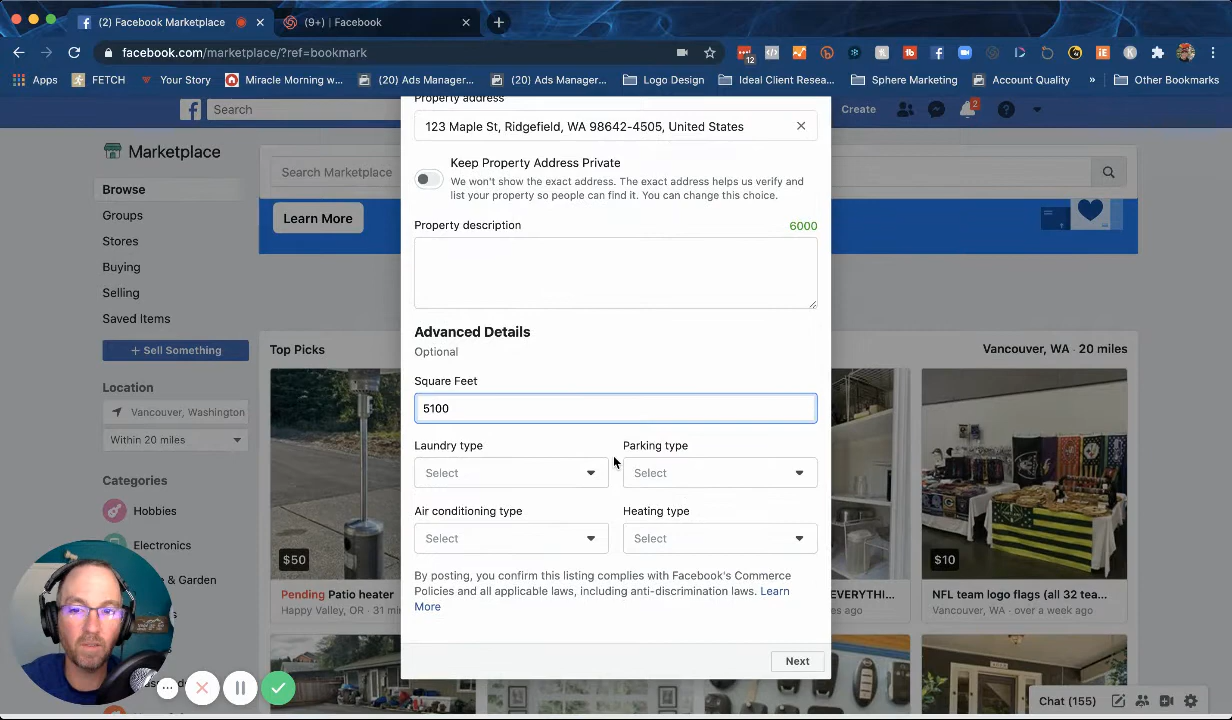 (2) Facebook Marketplace
(9+) | Facebook
facebook.com/marketplace/?ref=bookmark
12
Apps
FETCH
Your Story
Miracle Morning w...
(20) Ads Manager...
(20) Ads Manager...
Logo Design
Ideal Client Resea...
Sphere Marketing
Account Quality
»
Other Bookmarks
Search
Create
2
Marketplace
Browse
Groups
Stores
Buying
Selling
Saved Items
+ Sell Something
Location
Vancouver, Washington
Within 20 miles
Categories
Hobbies
Electronics
e & Garden
Search Marketplace
Learn More
Top Picks
Vancouver, WA · 20 miles
Property address
123 Maple St, Ridgefield, WA 98642-4505, United States
Keep Property Address Private
We won't show the exact address. The exact address helps us verify and
list your property so people can find it. You can change this choice.
Property description
6000
Advanced Details
Optional
Square Feet
5100
Laundry type
Parking type
Select
Select
Air conditioning type
Heating type
Select
Select
By posting, you confirm this listing complies with Facebook's Commerce
Policies and all applicable laws, including anti-discrimination laws. Learn
More
Next
$50
Pending Patio heater
Happy Valley, OR · 31 min
EVERYTHI...
es ago
$10
NFL team logo flags (all 32 tea...
Vancouver, WA · over a week ago
Chat (155)